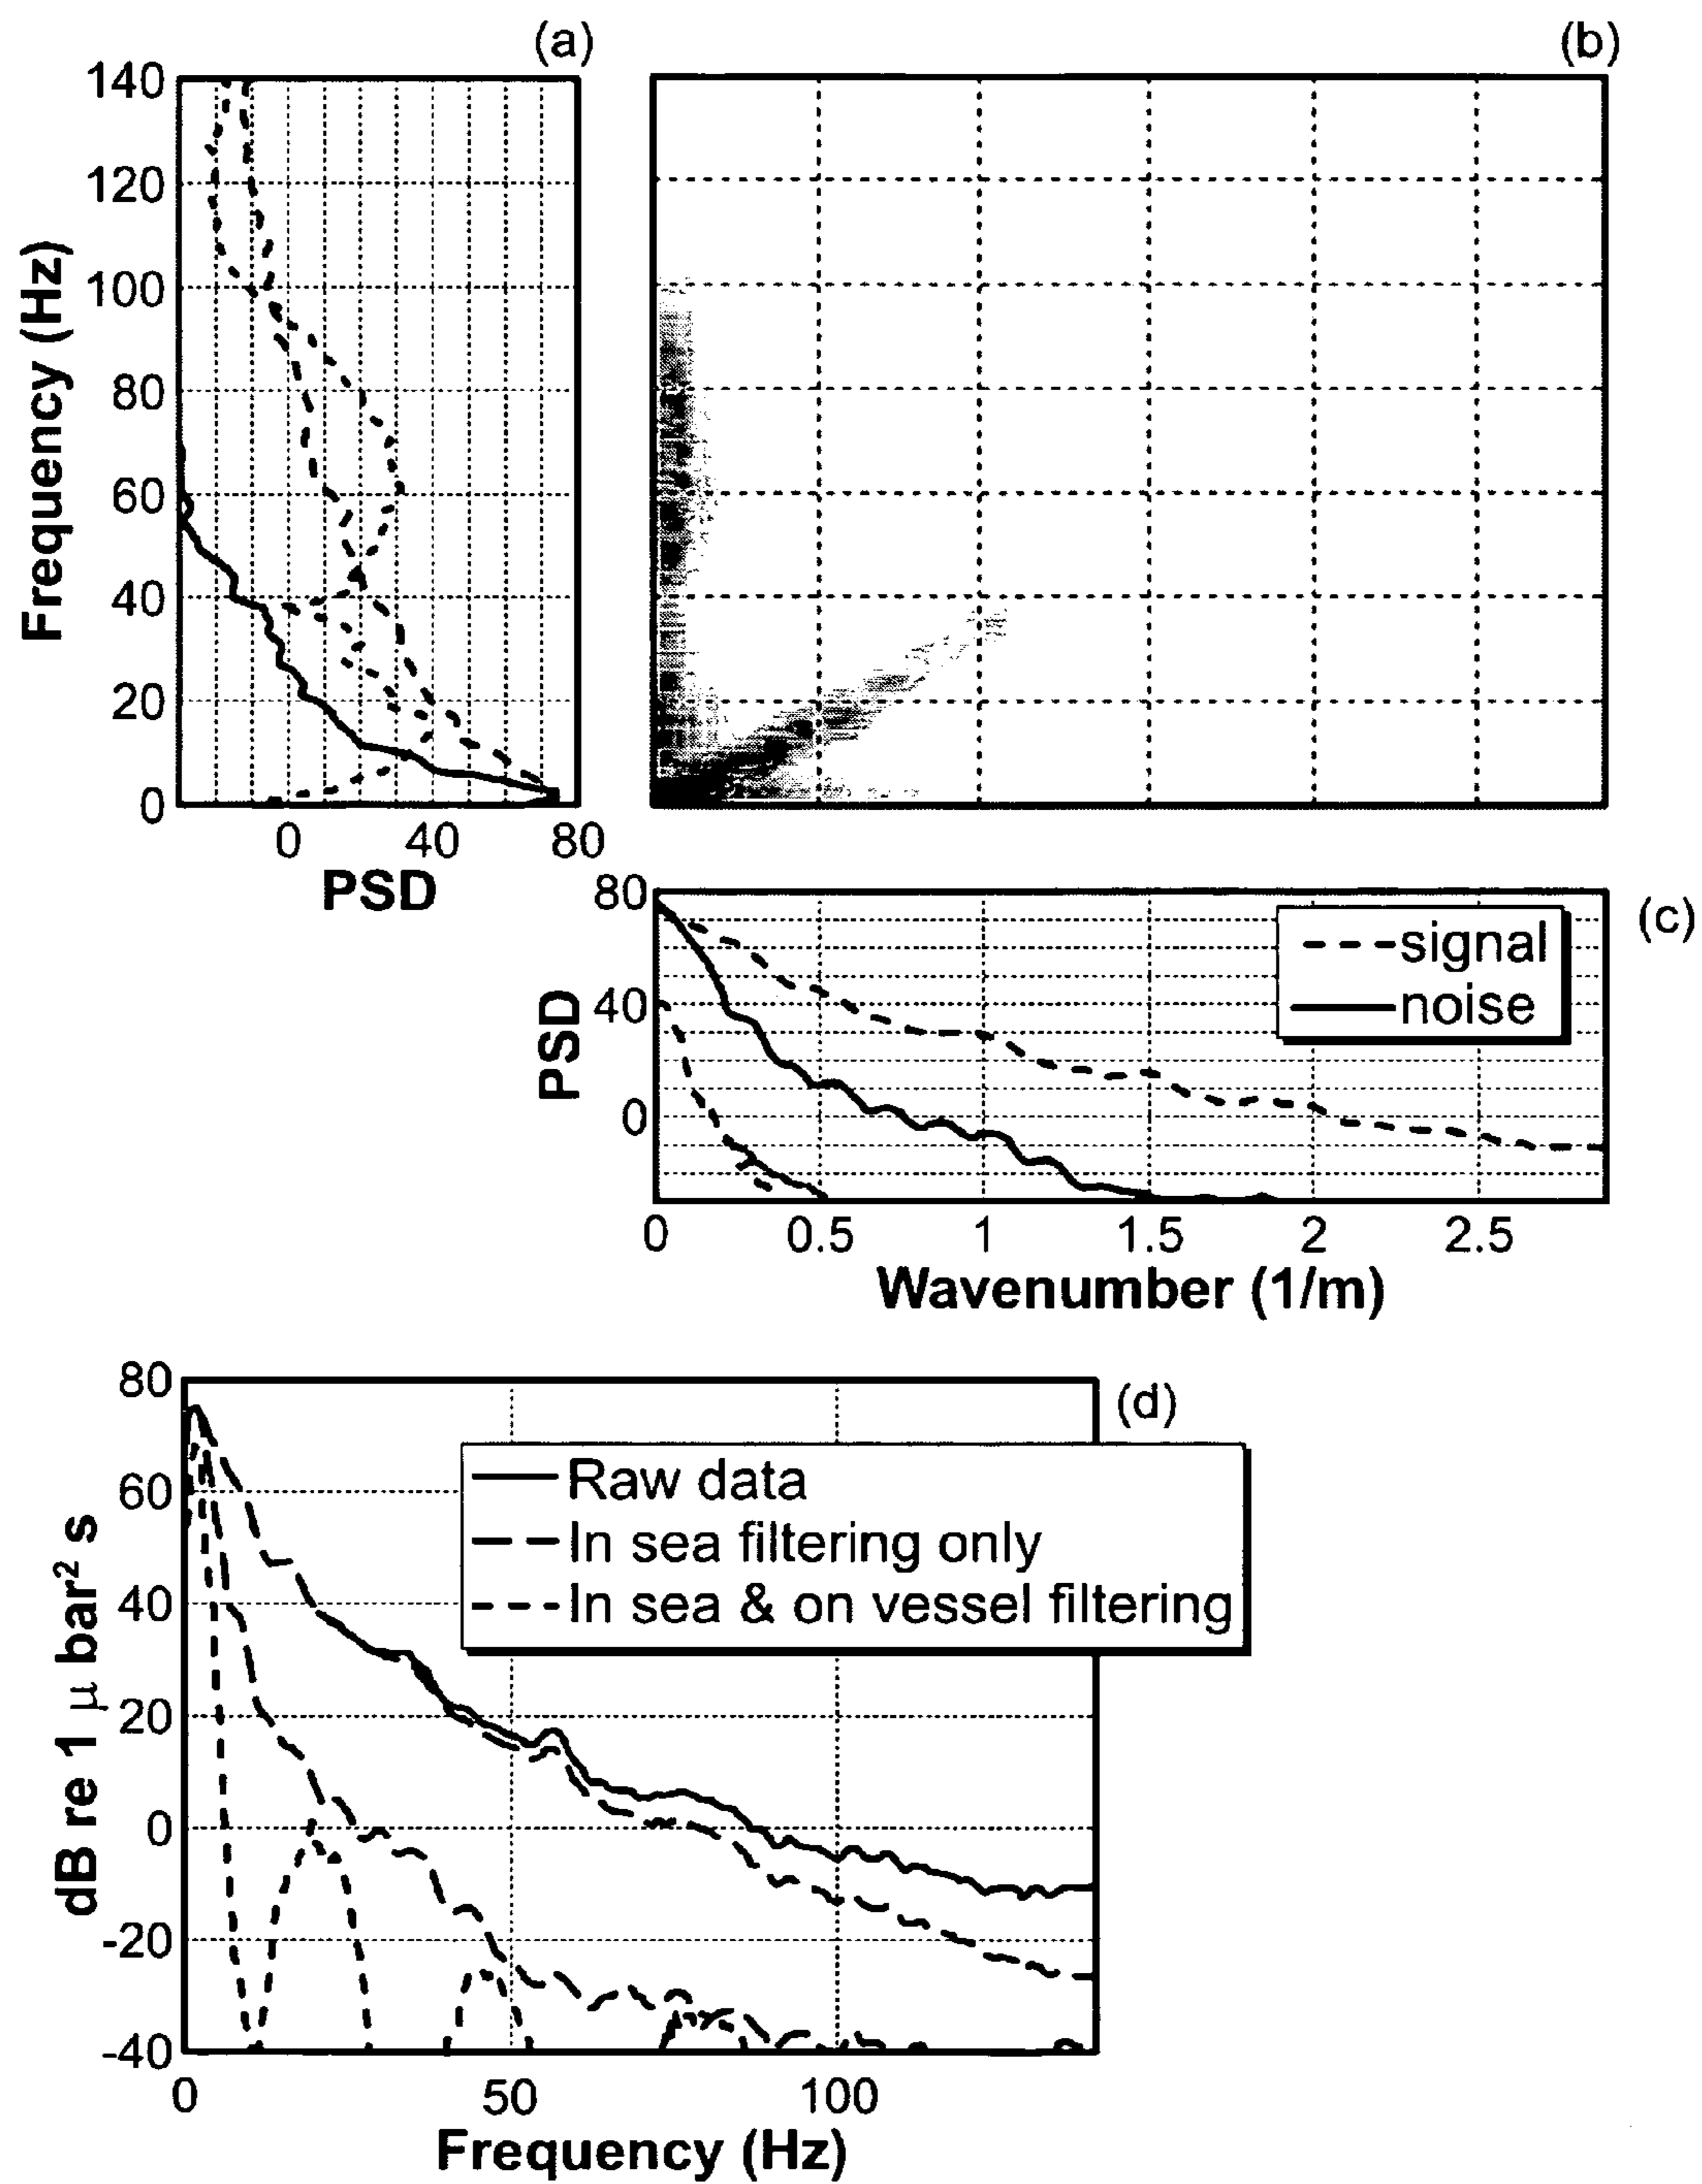 (a)
(b)
140
120
100
80
60
40
20
0
Frequency (Hz)
0 40 80
PSD
80
40
0
PSD
(c)
signal
noise
0 0.5 1 1.5 2 2.5
Wavenumber (1/m)
(d)
80
60
40
20
0
-20
-40
dB re 1 μ bar² s
Raw data
In sea filtering only
In sea & on vessel filtering
0 50 100
Frequency (Hz)